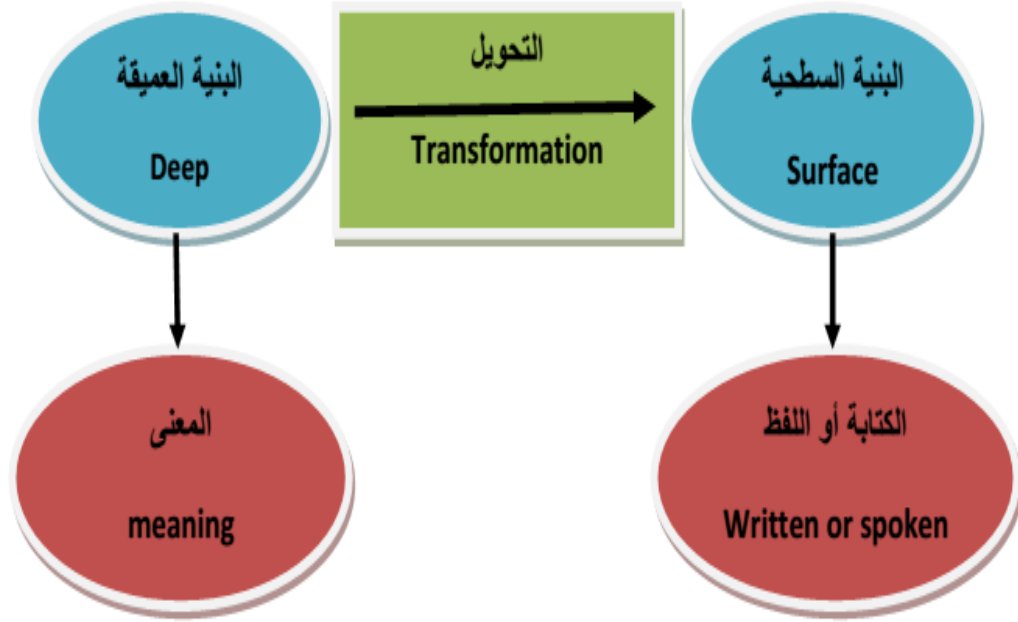 البنية العميقة
Deep
التحويل
Transformation
البنية السطحية
Surface
المعنى
meaning
الكتابة أو اللفظ
Written or spoken